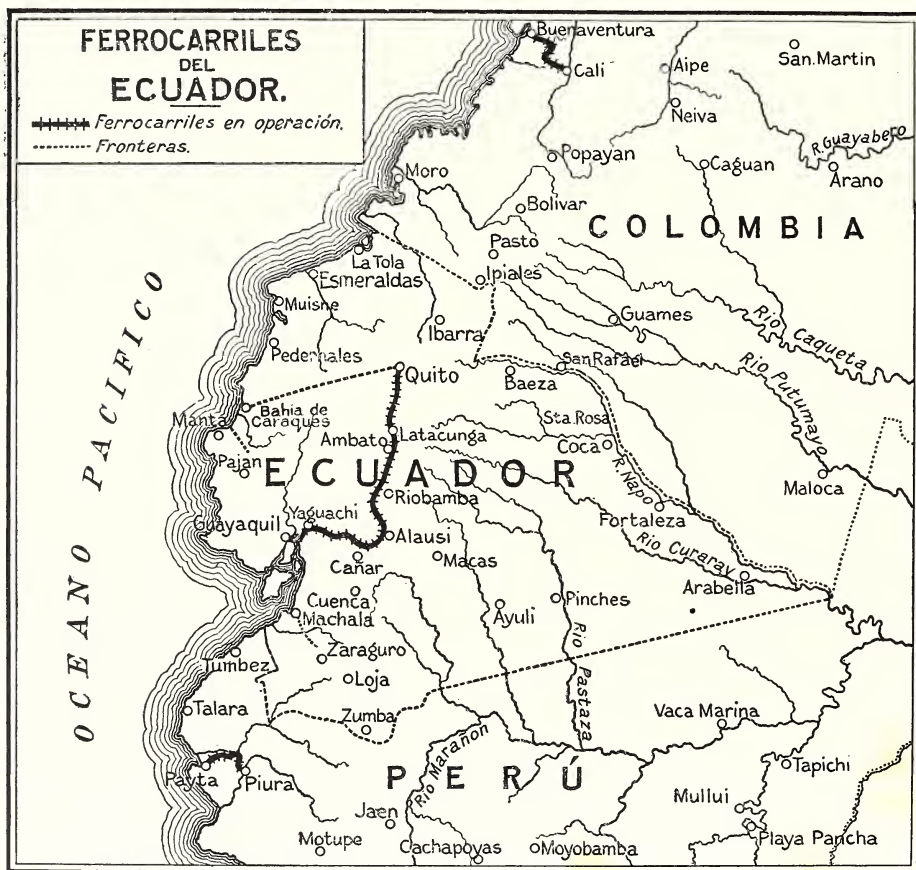 FERROCARRILES
DEL
ECUADOR.
Ferrocarriles en operación.
Fronteras.
Buenaventura
Cali
Aipe
San. Martin
Neiva
R. Guayabero
Popayan
Caguan
Arano
Moro
Bolivar
COLOMBIA
Pasto
La Tola
Esmeraldas
Ipiales
Muisne
Ibarra
Guames
Rio Caqueta
Pedernales
Quito
Baeza
San Rafael
Rio Putumayo
OCEANO PACIFICO
Manta
Bahia de
Caraques
Sta. Rosa
Coca
Ambato
Latacunga
Pajan
ECUADOR
R. Napo
Maloca
Riobamba
Yaguachi
Guayaquil
Fortaleza
Alausi
Macas
Rio Curaray
Cañar
Arabella
Cuenca
Machala
Ayuli
Pinches
Rio Pastaza
Tumbez
Zaraguro
Loja
Talara
Zumba
Vaca Marina
Rio Marañon
Payta
Piura
PERÚ
Tapichi
Jaen
Mullui
Motupe
Cachapoyas
Moyobamba
Playa Pancha